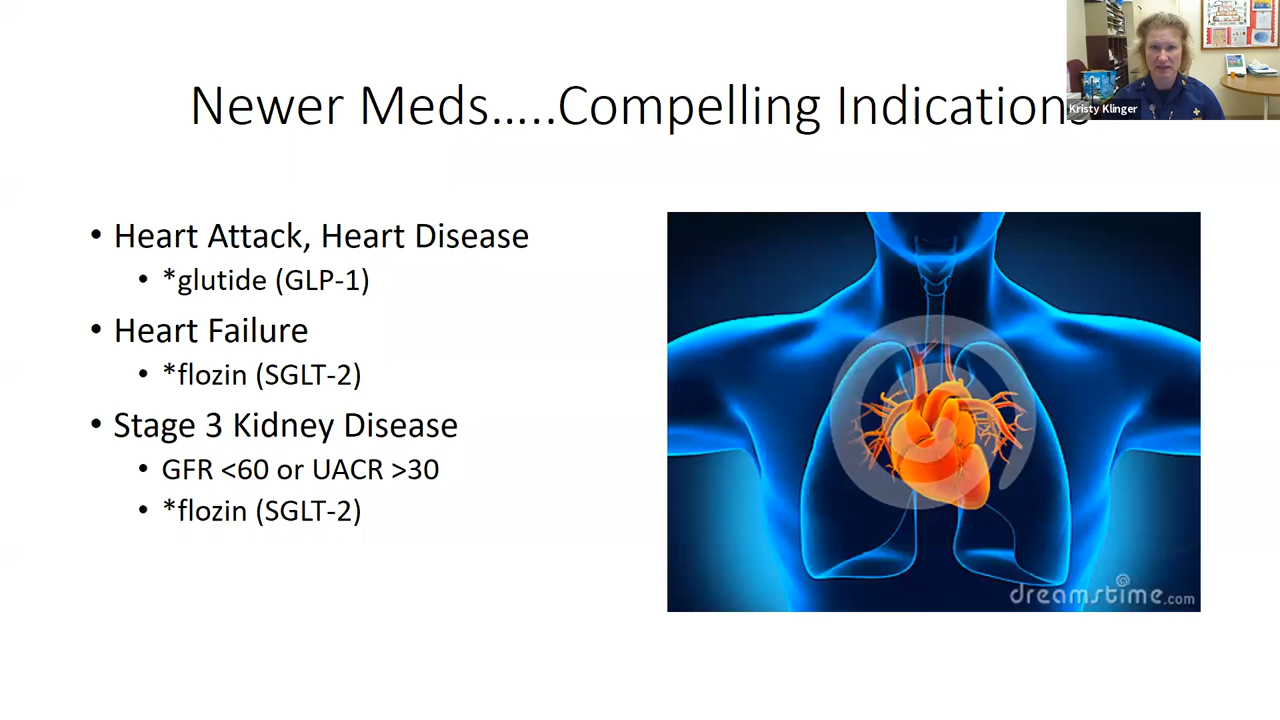 Newer Meds…..Compelling Indications
Kristy Klinger
• Heart Attack, Heart Disease
• *glutide (GLP-1)
• Heart Failure
• *flozin (SGLT-2)
• Stage 3 Kidney Disease
• GFR <60 or UACR >30
• *flozin (SGLT-2)
dreamstime.com